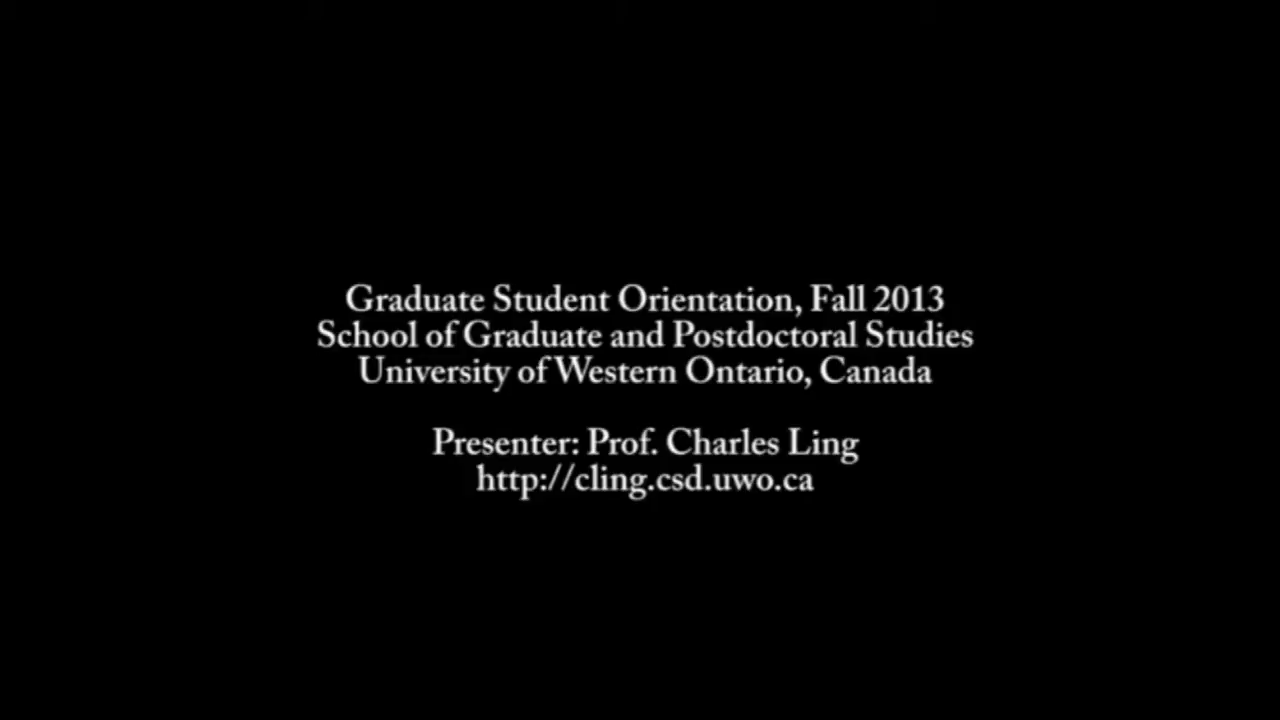 Graduate Student Orientation, Fall 2013
School of Graduate and Postdoctoral Studies
University of Western Ontario, Canada
Presenter: Prof. Charles Ling
http://cling.csd.uwo.ca